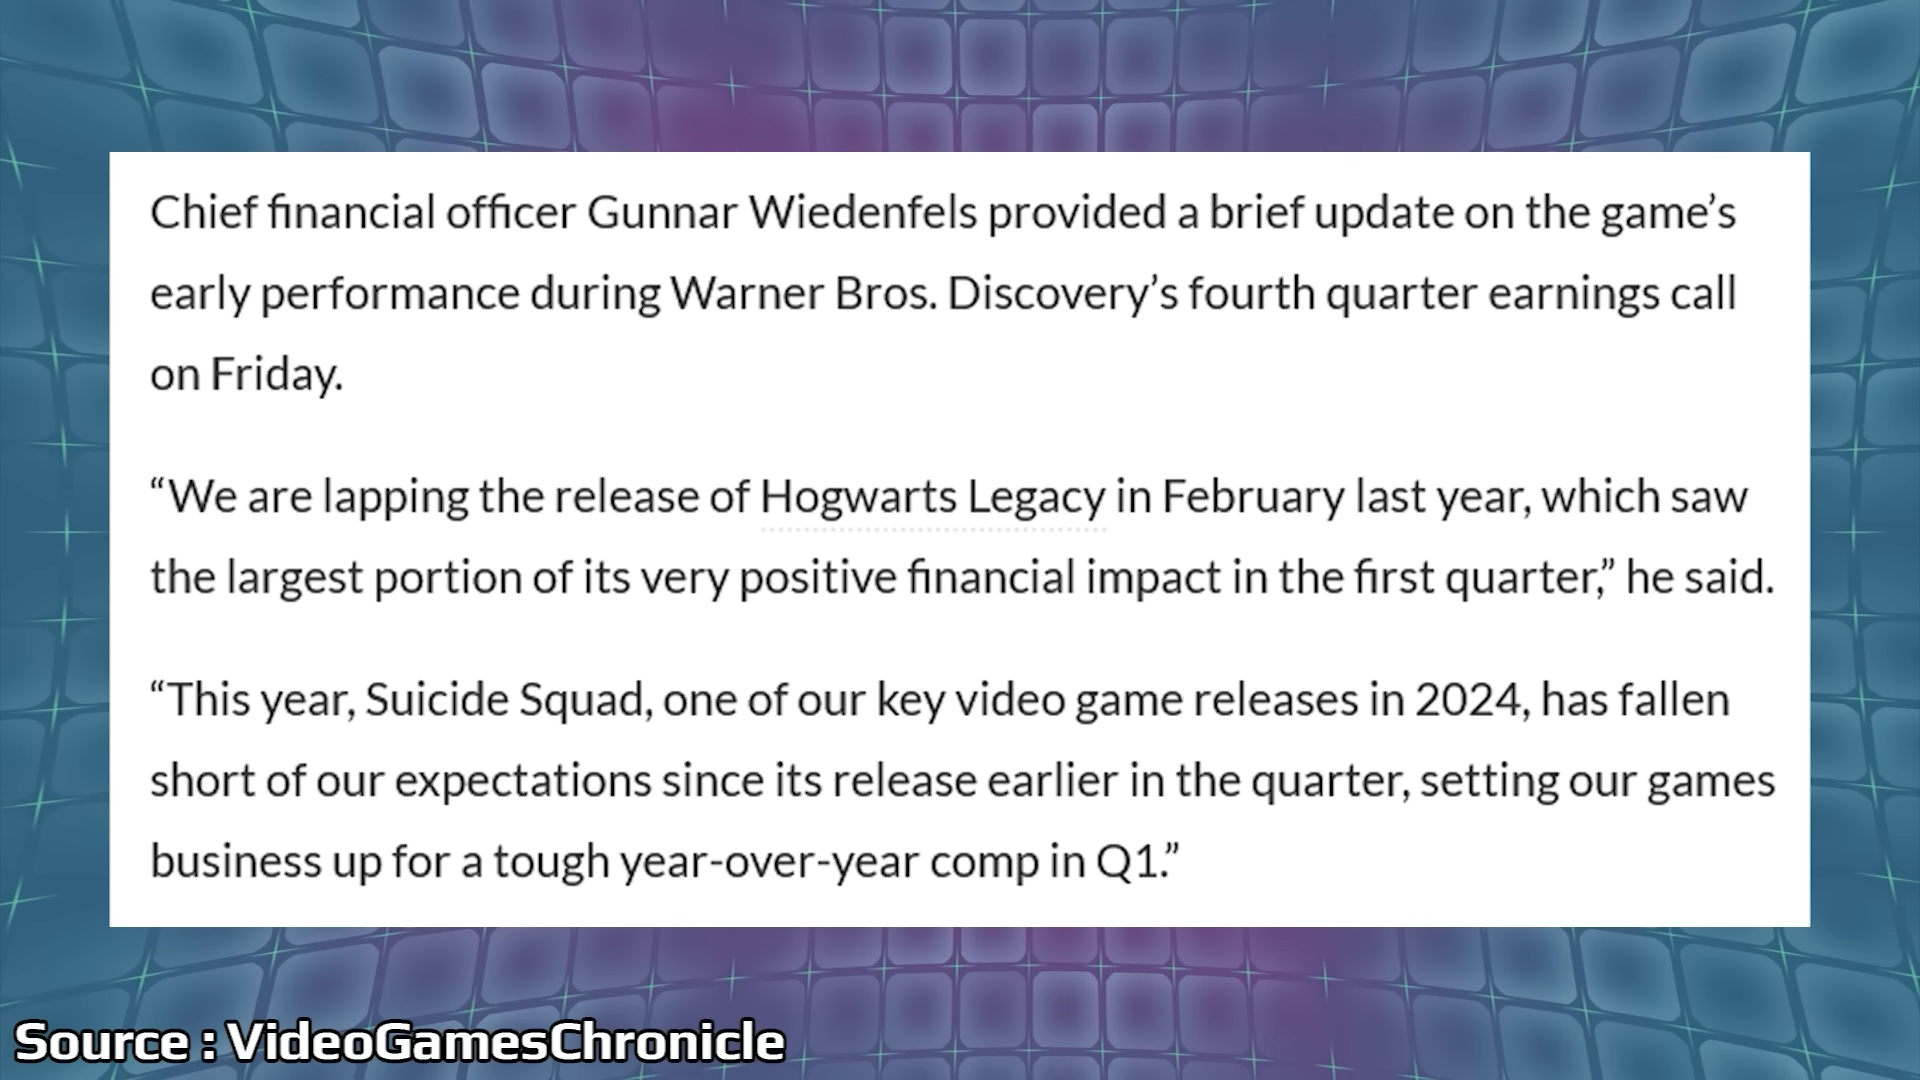 Chief financial officer Gunnar Wiedenfels provided a brief update on the game’s
early performance during Warner Bros. Discovery’s fourth quarter earnings call
on Friday.
“We are lapping the release of Hogwarts Legacy in February last year, which saw
the largest portion of its very positive financial impact in the first quarter,” he said.
“This year, Suicide Squad, one of our key video game releases in 2024, has fallen
short of our expectations since its release earlier in the quarter, setting our games
business up for a tough year-over-year comp in Q1.”
Source : VideoGamesChronicle